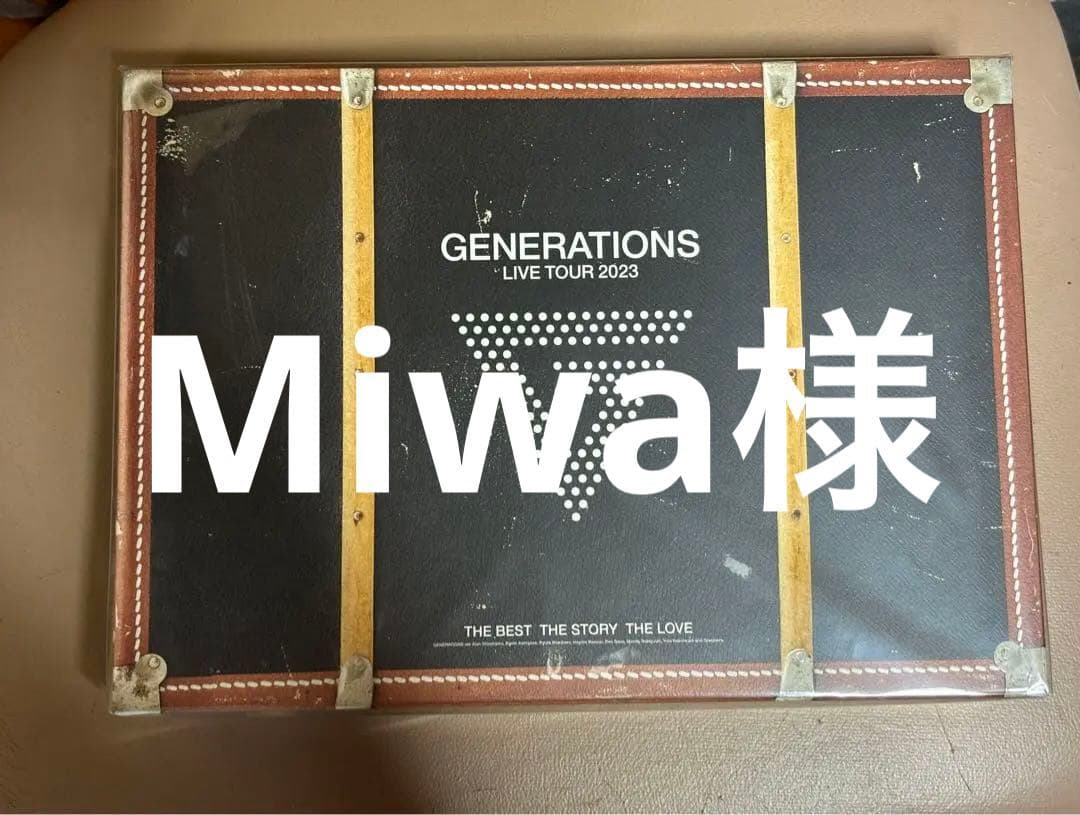 GENERATIONS
LIVE TOUR 2023
Miwa様
THE BEST THE STORY THE LOVE